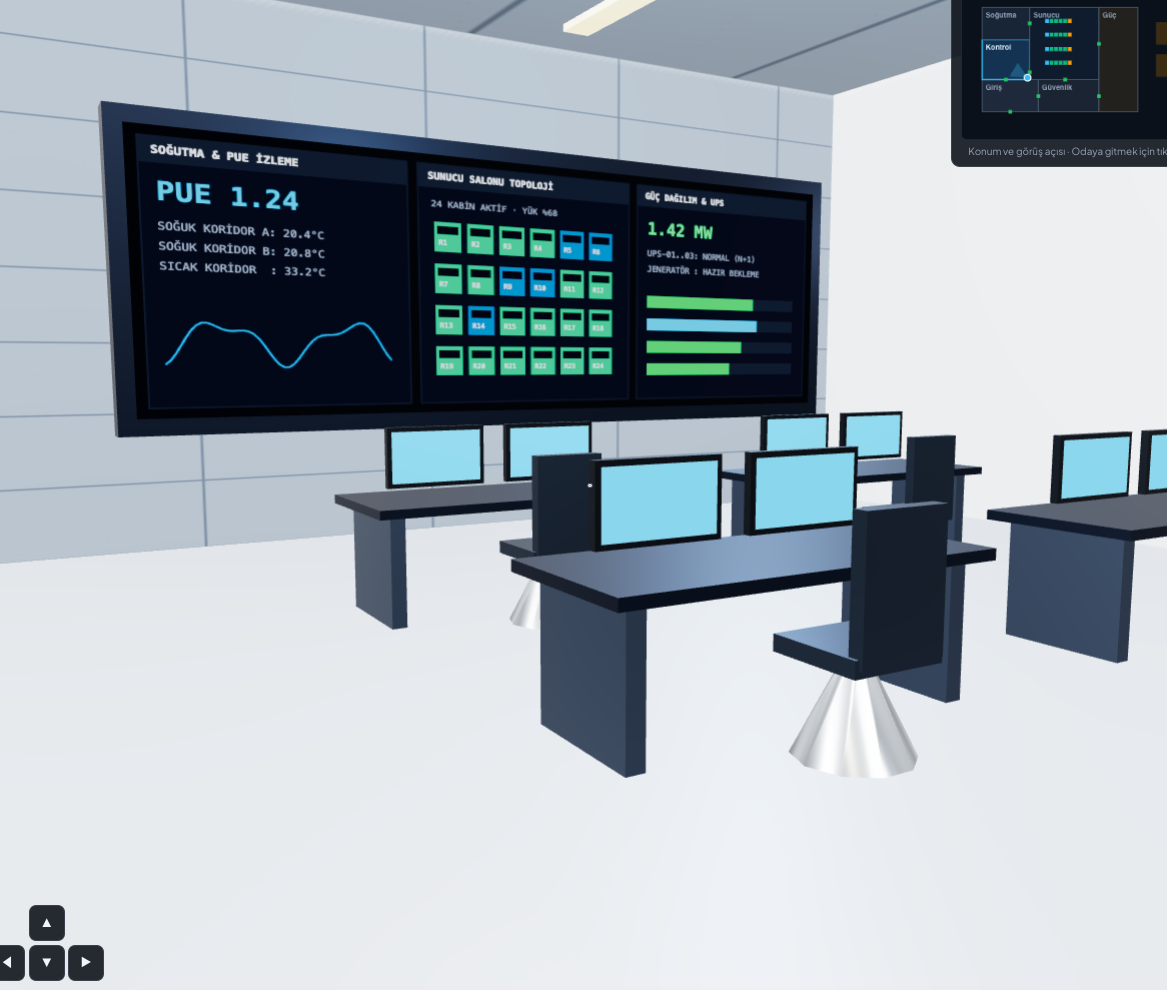 SOĞUTMA & PUE İZLEME
PUE 1.24
SOĞUK KORİDOR A: 20.4°C
SOĞUK KORİDOR B: 20.8°C
SICAK KORİDOR : 33.2°C
SUNUCU SALONU TOPOLOJİ
24 KABİN AKTİF · YÜK %68
R1 R2 R3 R4 R5 R6
R7 R8 R9 R10 R11 R12
R13 R14 R15 R16 R17 R18
R19 R20 R21 R22 R23 R24
GÜÇ DAĞILIM & UPS
1.42 MW
UPS-01..03: NORMAL (N+1)
JENERATÖR : HAZIR BEKLEME
Soğutma Sunucu Güç
Kontrol
Giriş Güvenlik
Konum ve görüş açısı · Odaya gitmek için tık